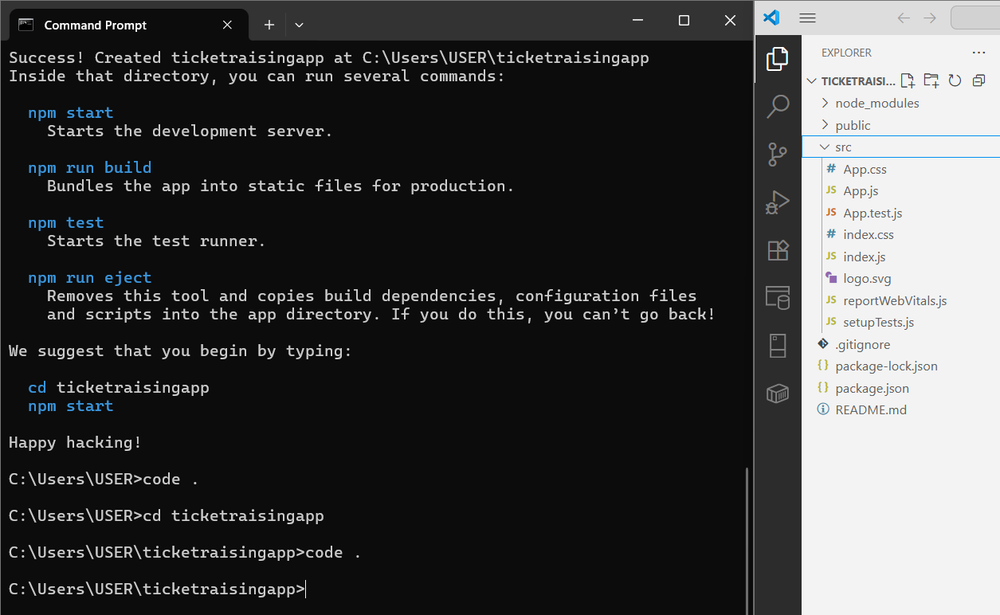 Command Prompt
Success! Created ticketraisingapp at C:\Users\USER\ticketraisingapp
Inside that directory, you can run several commands:
npm start
Starts the development server.
npm run build
Bundles the app into static files for production.
npm test
Starts the test runner.
npm run eject
Removes this tool and copies build dependencies, configuration files
and scripts into the app directory. If you do this, you can’t go back!
We suggest that you begin by typing:
cd ticketraisingapp
npm start
Happy hacking!
C:\Users\USER>code .
C:\Users\USER>cd ticketraisingapp
C:\Users\USER\ticketraisingapp>code .
C:\Users\USER\ticketraisingapp>
EXPLORER
TICKETRAISI...
node_modules
public
src
# App.css
JS App.js
JS App.test.js
# index.css
JS index.js
logo.svg
JS reportWebVitals.js
JS setupTests.js
.gitignore
{} package-lock.json
{} package.json
README.md